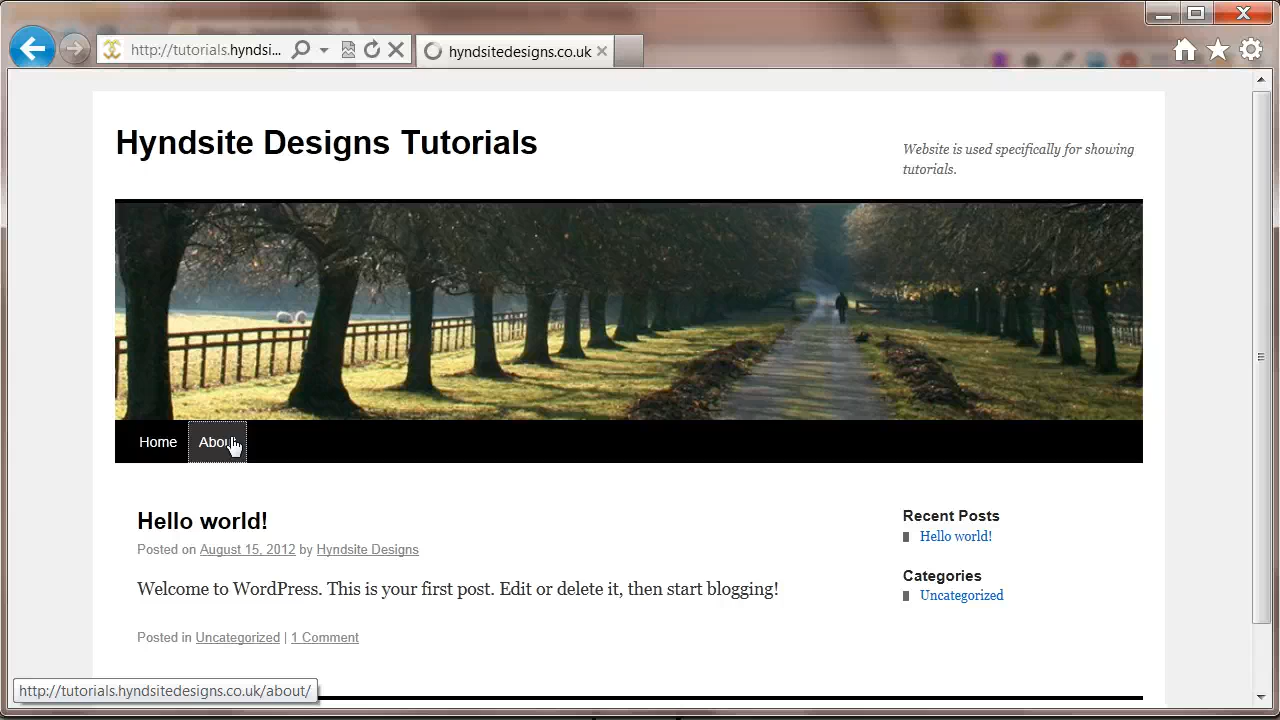 http://tutorials.hyndsi...
hyndsitedesigns.co.uk
Hyndsite Designs Tutorials
Website is used specifically for showing
tutorials.
Home About
Hello world!
Posted on August 15, 2012 by Hyndsite Designs
Welcome to WordPress. This is your first post. Edit or delete it, then start blogging!
Posted in Uncategorized | 1 Comment
Recent Posts
Hello world!
Categories
Uncategorized
http://tutorials.hyndsitedesigns.co.uk/about/